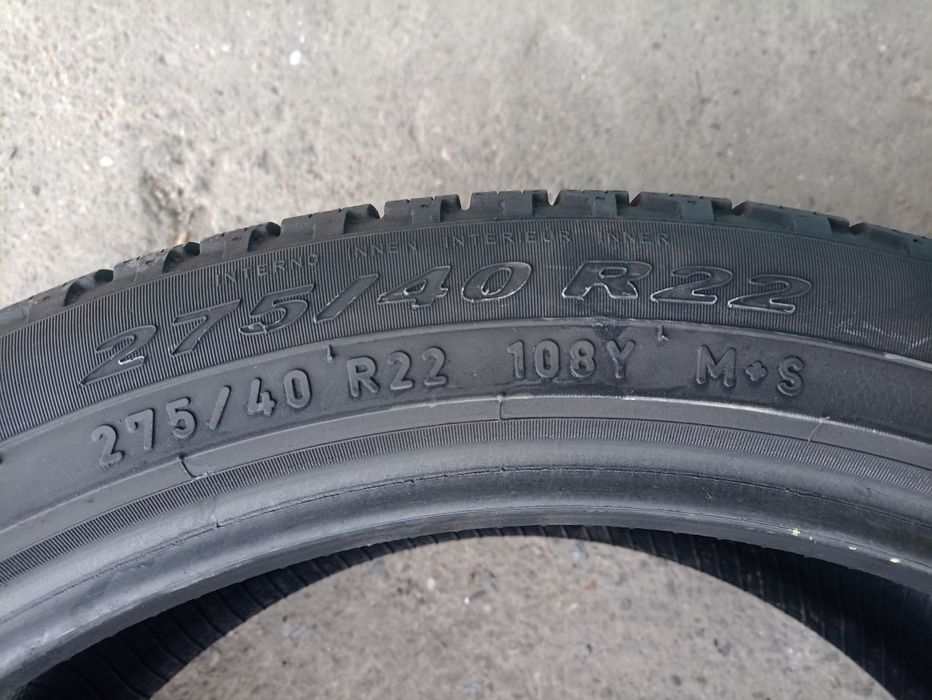 INTERNO INNEN INTERIEUR INNER
275/40 R22
275/40 R22 108Y M+S